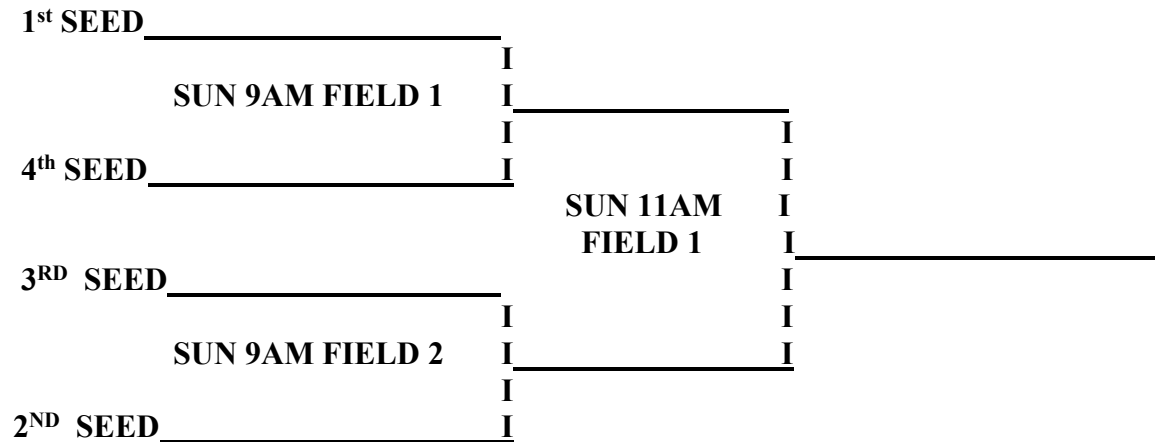 1st SEED
SUN 9AM FIELD 1
4th SEED
SUN 11AM
FIELD 1
3RD SEED
SUN 9AM FIELD 2
2ND SEED